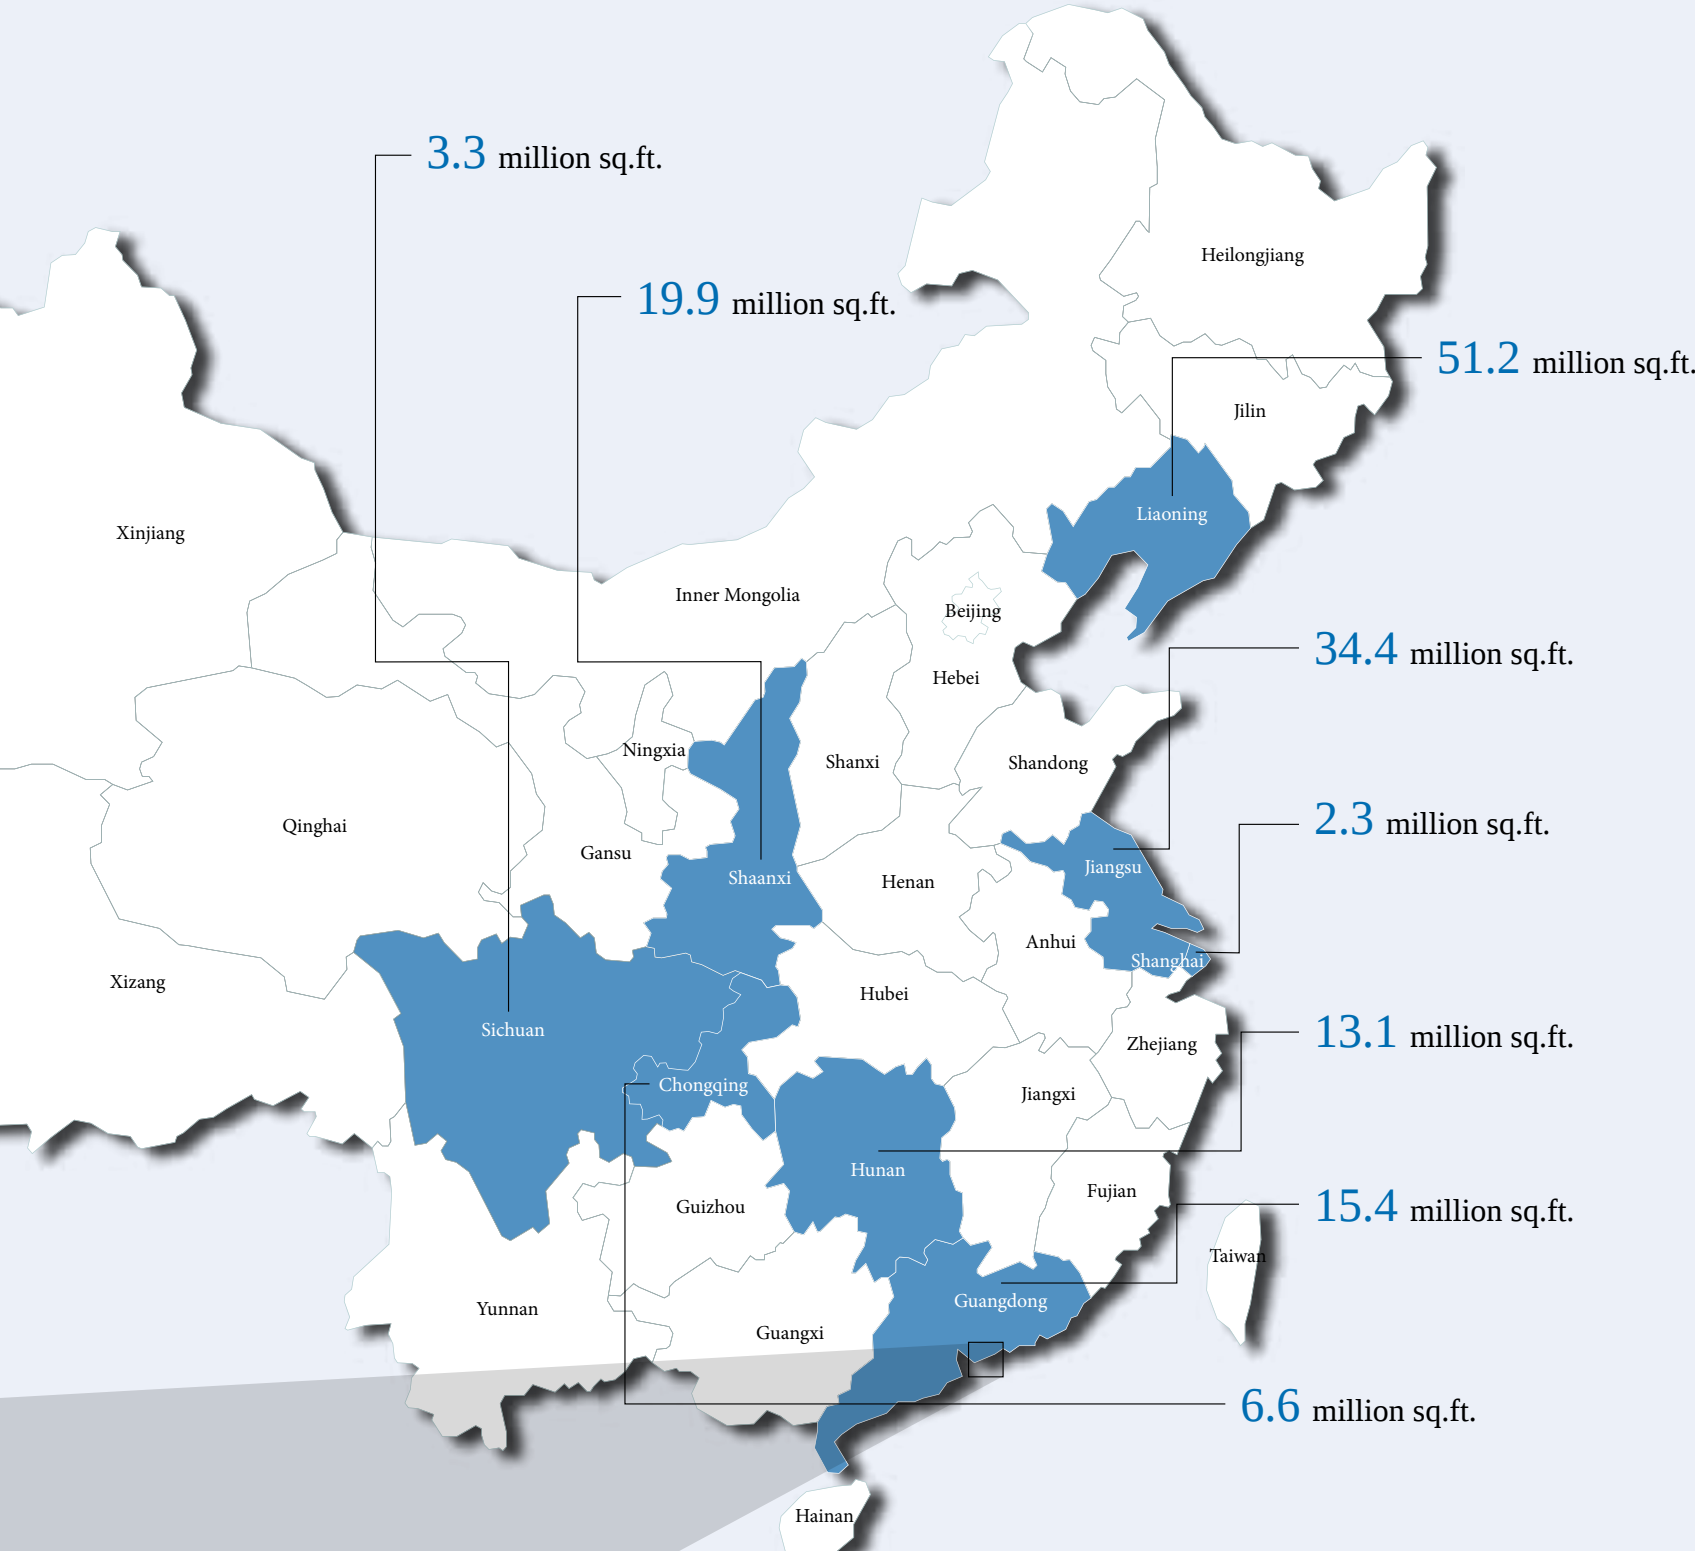 3.3 million sq.ft.
Heilongjiang
19.9 million sq.ft.
51.2 million sq.ft.
Jilin
Liaoning
Xinjiang
Inner Mongolia
Beijing
34.4 million sq.ft.
Hebei
Ningxia
Shanxi
Shandong
2.3 million sq.ft.
Qinghai
Gansu
Jiangsu
Shaanxi
Henan
Anhui
Shanghai
Xizang
Hubei
Sichuan
13.1 million sq.ft.
Zhejiang
Chongqing
Jiangxi
Hunan
Fujian
Guizhou
15.4 million sq.ft.
Taiwan
Guangdong
Yunnan
Guangxi
6.6 million sq.ft.
Hainan